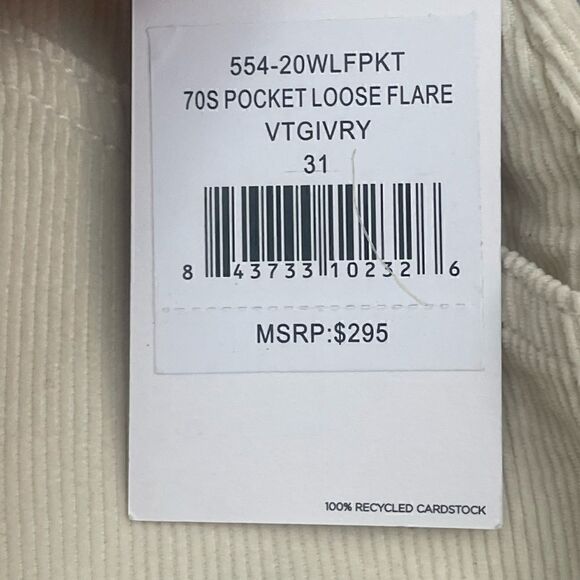 554-20WLFPKT
70S POCKET LOOSE FLARE
VTGIVRY
31
8 43733 10232 6
MSRP:$295
100% RECYCLED CARDSTOCK